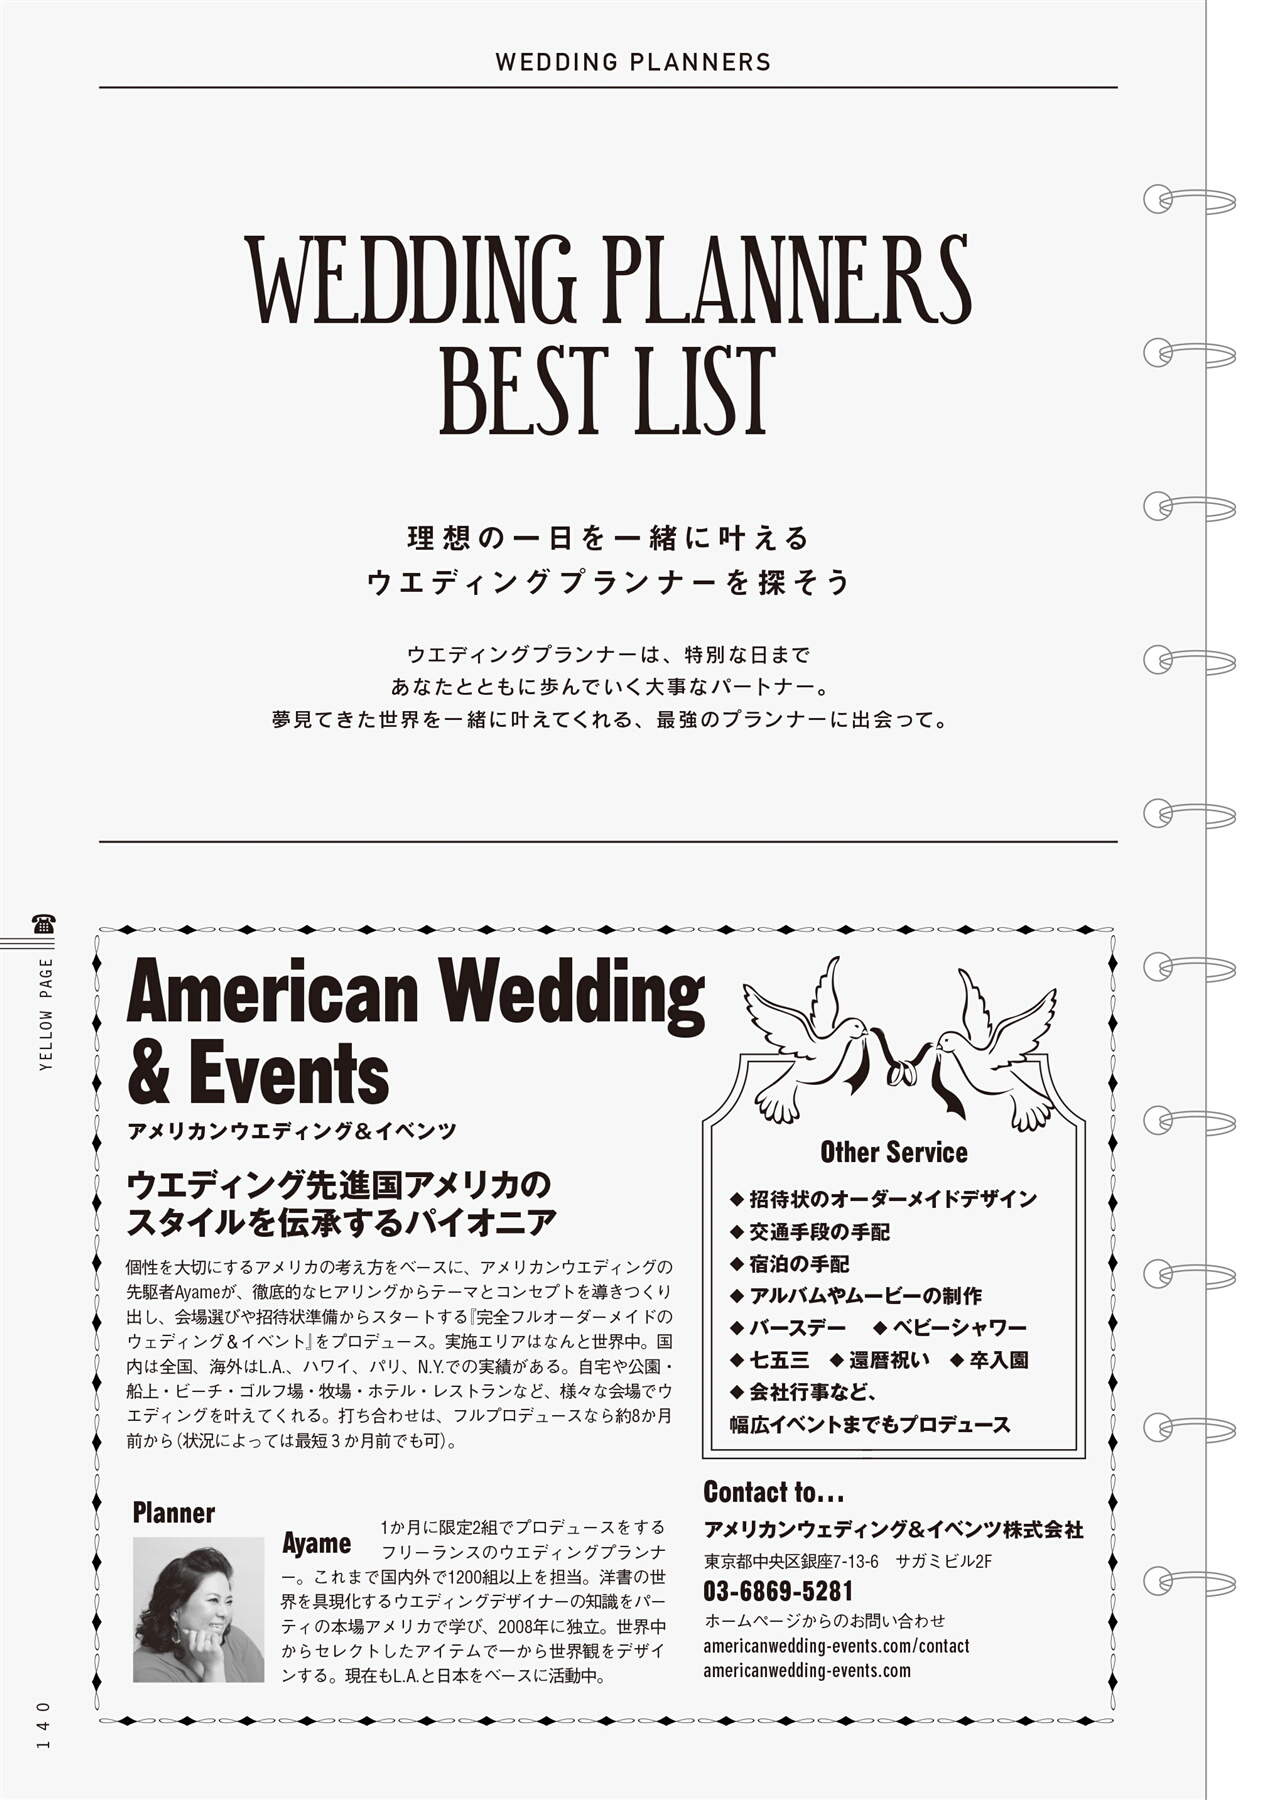 WEDDING PLANNERS
WEDDING PLANNERS
BEST LIST
理想の一日を一緒に叶える
ウエディングプランナーを探そう
ウエディングプランナーは、特別な日まで
あなたとともに歩んでいく大事なパートナー。
夢見てきた世界を一緒に叶えてくれる、最強のプランナーに出会って。
YELLOW PAGE
American Wedding
& Events
アメリカンウエディング&イベンツ
ウエディング先進国アメリカの
スタイルを伝承するパイオニア
個性を大切にするアメリカの考え方をベースに、アメリカンウエディングの
先駆者Ayameが、徹底的なヒアリングからテーマとコンセプトを導きつくり
出し、会場選びや招待状準備からスタートする『完全フルオーダーメイドの
ウェディング&イベント』をプロデュース。実施エリアはなんと世界中。国
内は全国、海外はL.A.、ハワイ、パリ、N.Y.での実績がある。自宅や公園・
船上・ビーチ・ゴルフ場・牧場・ホテル・レストランなど、様々な会場でウ
エディングを叶えてくれる。打ち合わせは、フルプロデュースなら約8か月
前から(状況によっては最短3か月前でも可)。
Planner
Ayame
1か月に限定2組でプロデュースをする
フリーランスのウエディングプランナ
ー。これまで国内外で1200組以上を担当。洋書の世
界を具現化するウエディングデザイナーの知識をパー
ティの本場アメリカで学び、2008年に独立。世界中
からセレクトしたアイテムで一から世界観をデザイ
ンする。現在もL.A.と日本をベースに活動中。
Other Service
◆招待状のオーダーメイドデザイン
◆交通手段の手配
◆宿泊の手配
◆アルバムやムービーの制作
◆バースデー ◆ベビーシャワー
◆七五三 ◆還暦祝い ◆卒入園
◆会社行事など、
幅広イベントまでもプロデュース
Contact to...
アメリカンウェディング&イベンツ株式会社
東京都中央区銀座7-13-6 サガミビル2F
03-6869-5281
ホームページからのお問い合わせ
americanwedding-events.com/contact
americanwedding-events.com
140